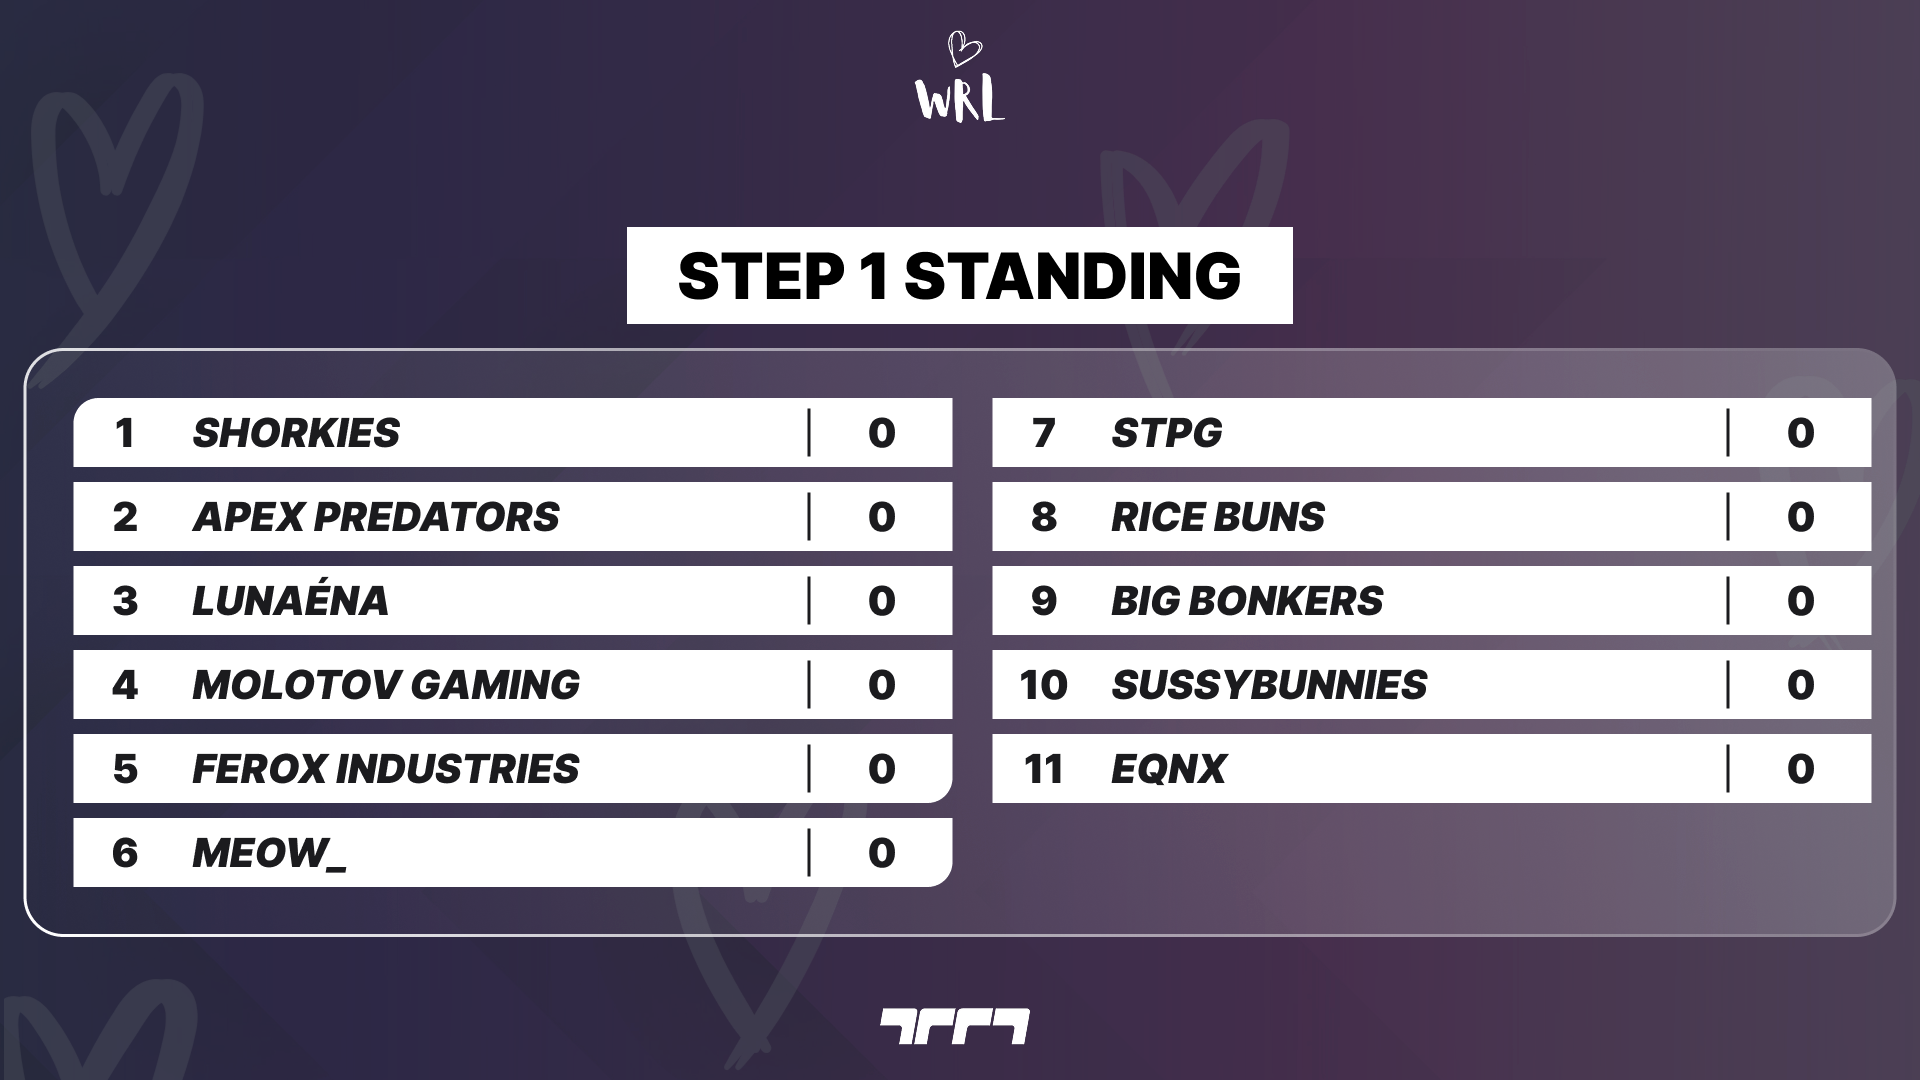 WRL
STEP 1 STANDING
1 SHORKIES | 0
2 APEX PREDATORS | 0
3 LUNAÉNA | 0
4 MOLOTOV GAMING | 0
5 FEROX INDUSTRIES | 0
6 MEOW_ | 0
7 STPG | 0
8 RICE BUNS | 0
9 BIG BONKERS | 0
10 SUSSYBUNNIES | 0
11 EQNX | 0